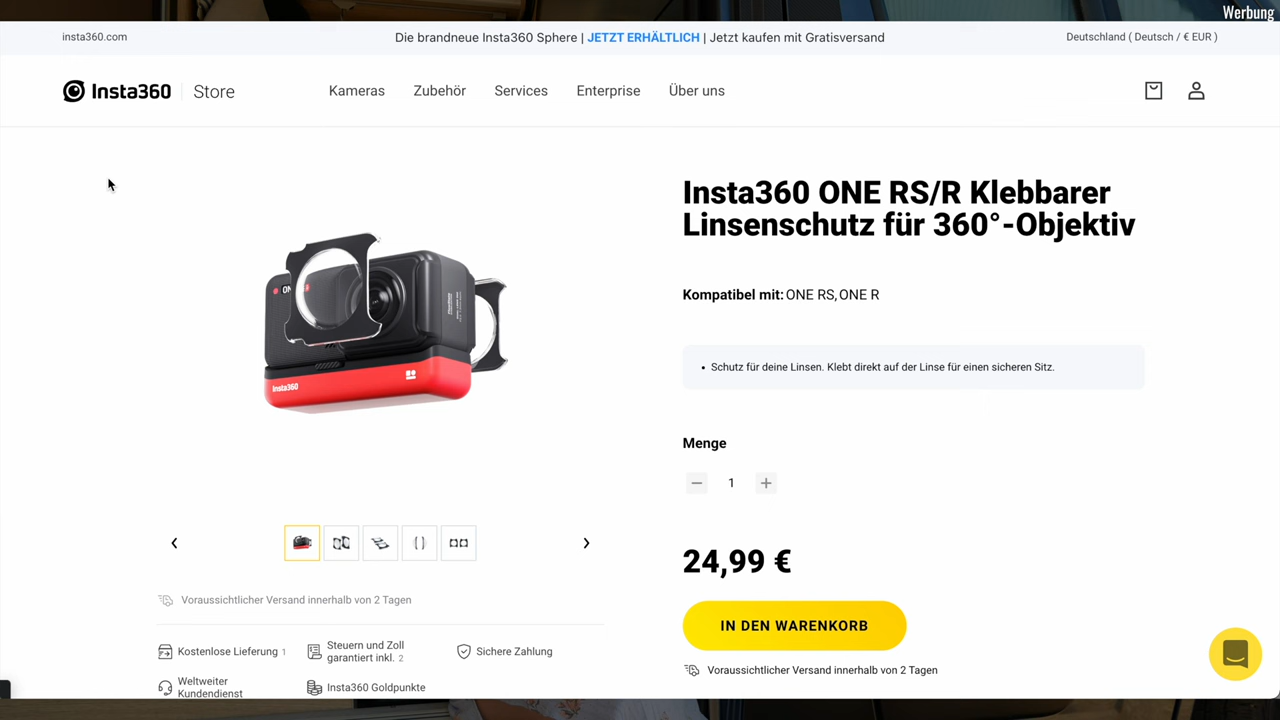 Werbung
insta360.com
Die brandneue Insta360 Sphere | JETZT ERHÄLTLICH | Jetzt kaufen mit Gratisversand
Deutschland ( Deutsch / € EUR )
Insta360 Store
Kameras
Zubehör
Services
Enterprise
Über uns
Insta360 ONE RS/R Klebbarer
Linsenschutz für 360°-Objektiv
Kompatibel mit: ONE RS, ONE R
• Schutz für deine Linsen. Klebt direkt auf der Linse für einen sicheren Sitz.
Menge
− 1 +
24,99 €
IN DEN WARENKORB
Voraussichtlicher Versand innerhalb von 2 Tagen
ON
Insta360
Voraussichtlicher Versand innerhalb von 2 Tagen
Kostenlose Lieferung 1
Steuern und Zoll
garantiert inkl. 2
Sichere Zahlung
Weltweiter
Kundendienst
Insta360 Goldpunkte